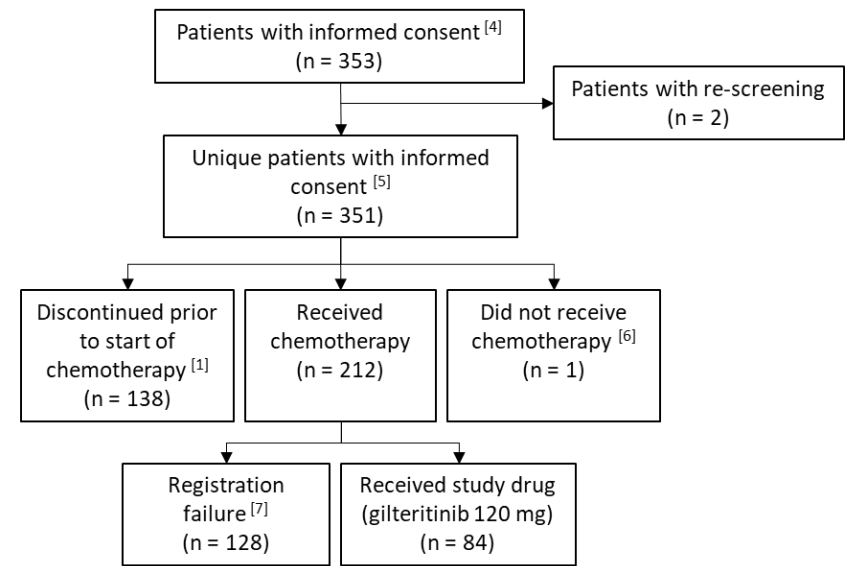 Patients with informed consent [4]
(n = 353)
Patients with re-screening
(n = 2)
Unique patients with informed
consent [5]
(n = 351)
Discontinued prior
to start of
chemotherapy [1]
(n = 138)
Received
chemotherapy
(n = 212)
Did not receive
chemotherapy [6]
(n = 1)
Registration
failure [7]
(n = 128)
Received study drug
(gilteritinib 120 mg)
(n = 84)